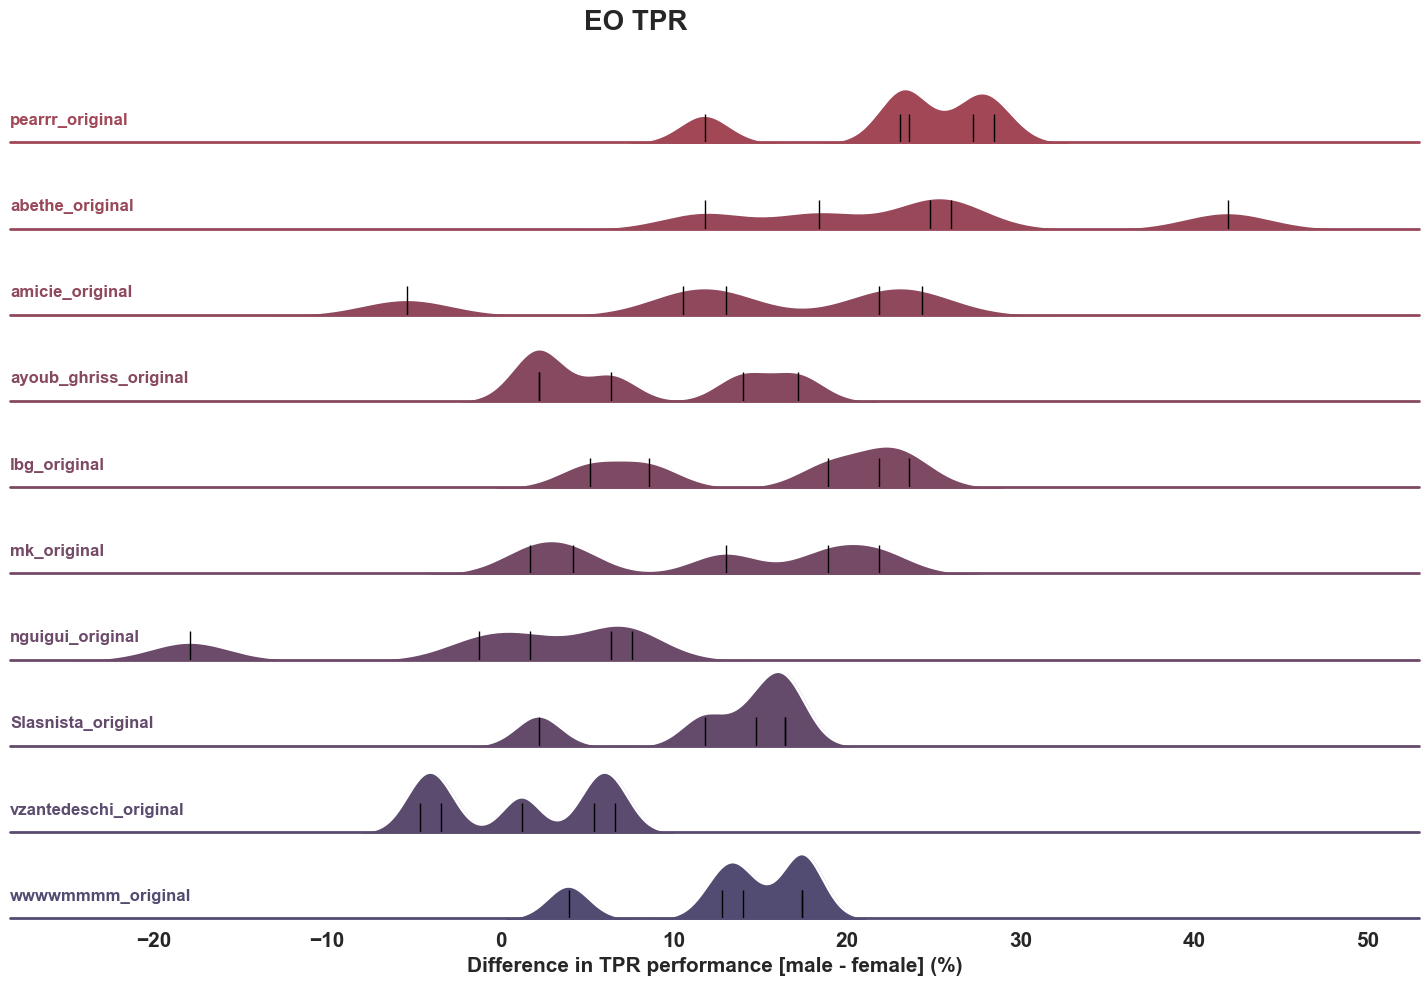 EO TPR
pearrr_original
abethe_original
amicie_original
ayoub_ghriss_original
lbg_original
mk_original
nguigui_original
Slasnista_original
vzantedeschi_original
wwwwmmmm_original
−20 −10 0 10 20 30 40 50
Difference in TPR performance [male - female] (%)